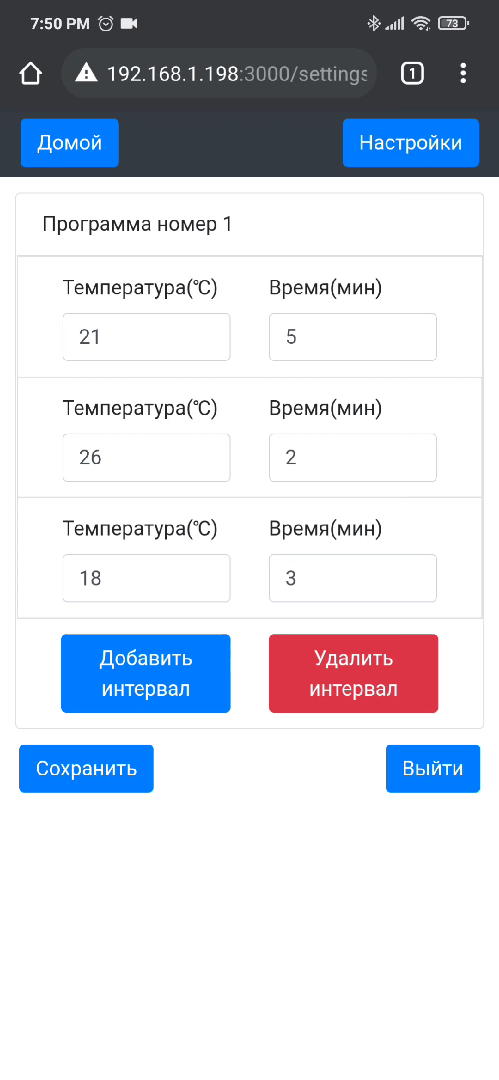 7:50 PM 73
192.168.1.198:3000/settings 1
Домой Настройки
Программа номер 1
Температура(℃) Время(мин)
21 5
Температура(℃) Время(мин)
26 2
Температура(℃) Время(мин)
18 3
Добавить интервал Удалить интервал
Сохранить Выйти